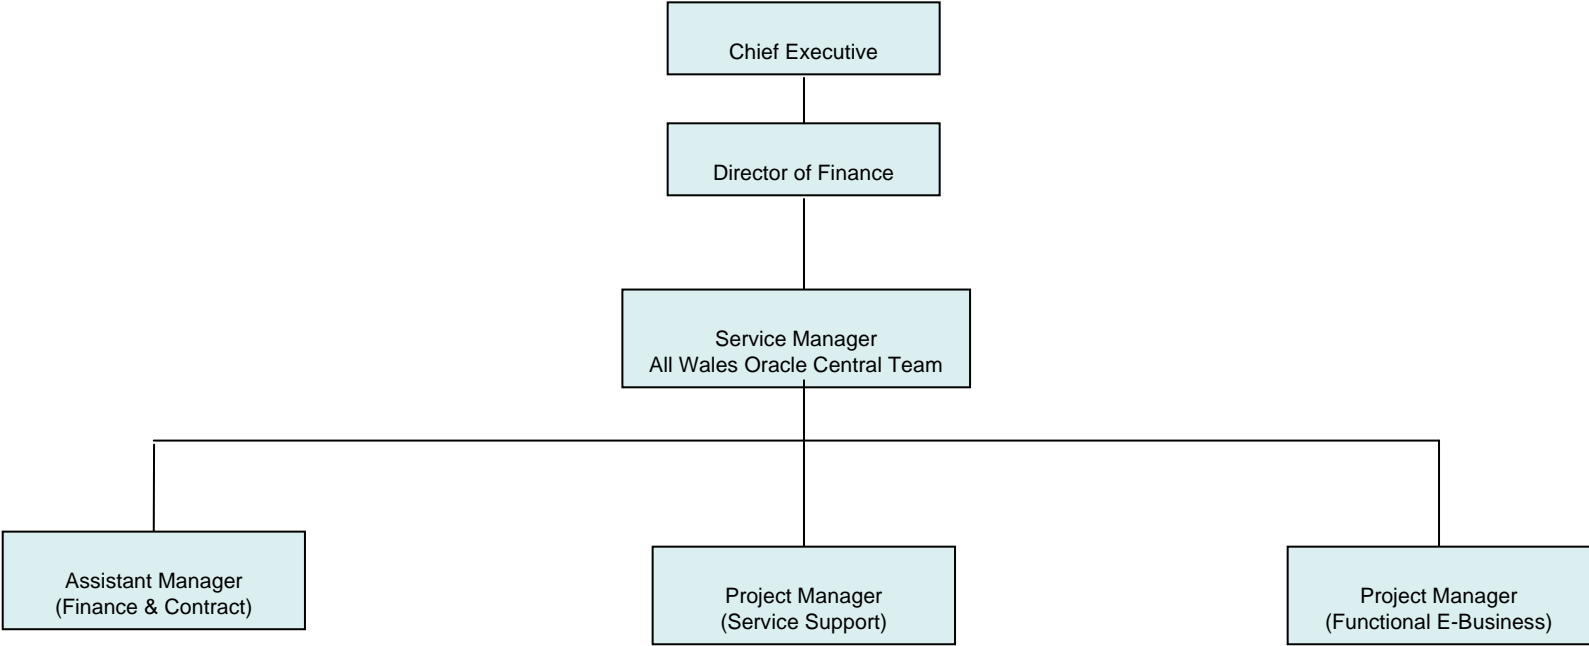 Chief Executive
Director of Finance
Service Manager
All Wales Oracle Central Team
Assistant Manager
(Finance & Contract)
Project Manager
(Service Support)
Project Manager
(Functional E-Business)